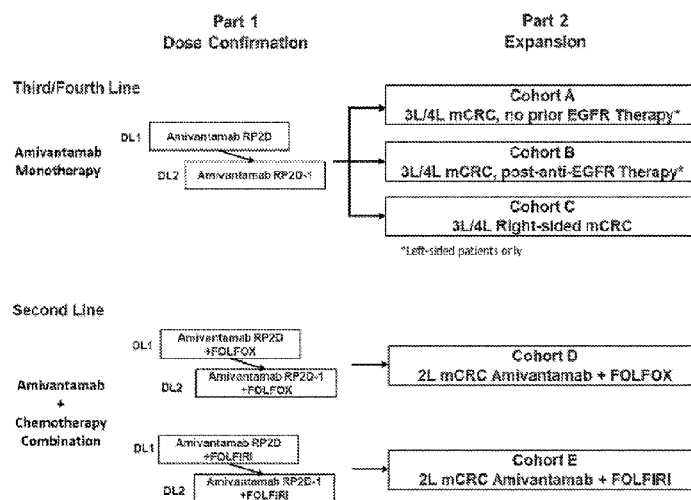 Part 1
Dose Confirmation
Part 2
Expansion
Third/Fourth Line
Amivantamab
Monotherapy
DL1
Amivantamab RP2D
DL2
Amivantamab RP2D-1
Cohort A
3L/4L mCRC, no prior EGFR Therapy*
Cohort B
3L/4L mCRC, post-anti-EGFR Therapy*
Cohort C
3L/4L Right-sided mCRC
*Left-sided patients only
Second Line
Amivantamab
+
Chemotherapy
Combination
DL1
Amivantamab RP2D
+FOLFOX
DL2
Amivantamab RP2D-1
+FOLFOX
Cohort D
2L mCRC Amivantamab + FOLFOX
DL1
Amivantamab RP2D
+FOLFIRI
DL2
Amivantamab RP2D-1
+FOLFIRI
Cohort E
2L mCRC Amivantamab + FOLFIRI